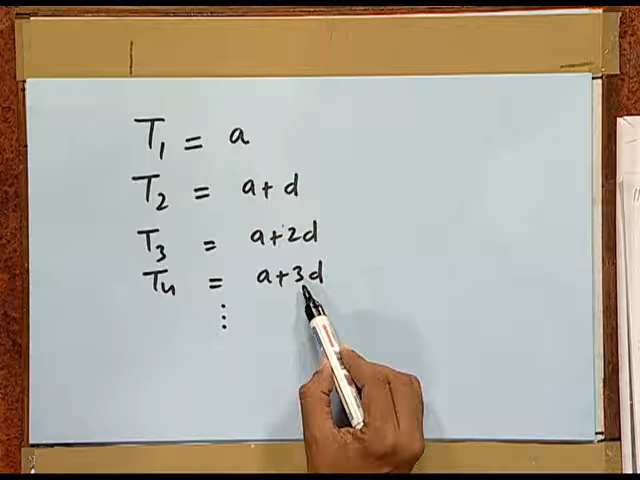 T₁ = a
T₂ = a + d
T₃ = a + 2d
T₄ = a + 3d
⋮